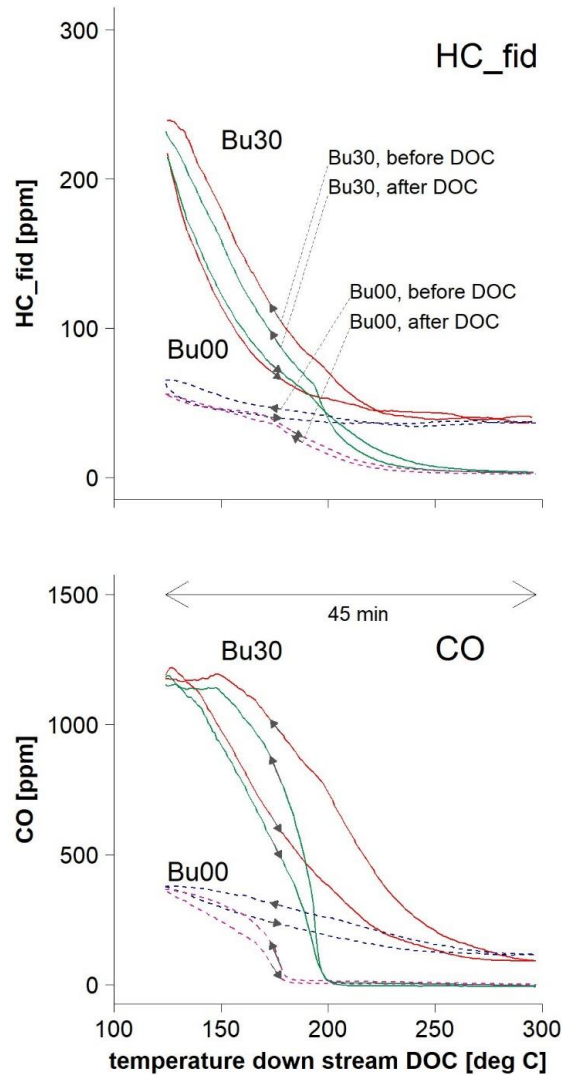 HC_fid
300
Bu30
Bu30, before DOC
Bu30, after DOC
200
HC_fid [ppm]
Bu00, before DOC
Bu00, after DOC
100
Bu00
0
1500
45 min
Bu30
CO
1000
CO [ppm]
500
Bu00
0
100 150 200 250 300
temperature down stream DOC [deg C]